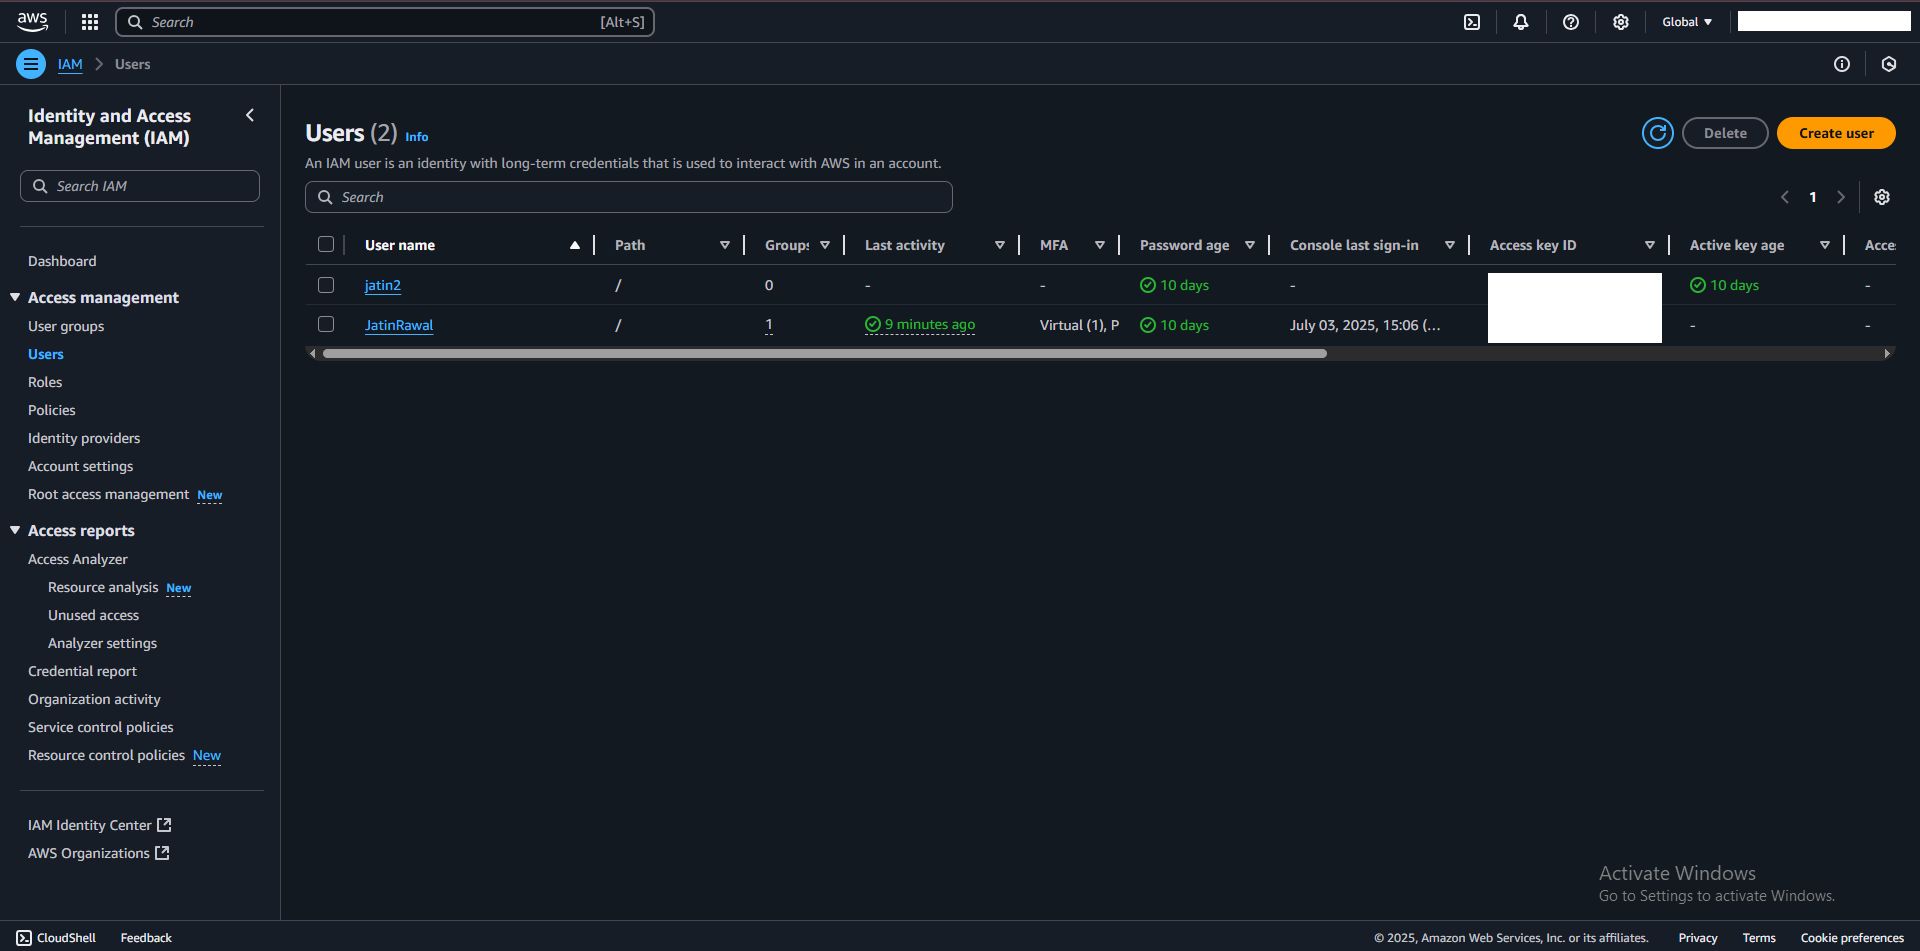 aws
Search [Alt+S]
Global
IAM > Users
Identity and Access Management (IAM)
Search IAM
Dashboard
Access management
User groups
Users
Roles
Policies
Identity providers
Account settings
Root access management New
Access reports
Access Analyzer
Resource analysis New
Unused access
Analyzer settings
Credential report
Organization activity
Service control policies
Resource control policies New
IAM Identity Center
AWS Organizations
Users (2) Info
Delete
Create user
An IAM user is an identity with long-term credentials that is used to interact with AWS in an account.
Search
1
User name Path Groups Last activity MFA Password age Console last sign-in Access key ID Active key age Acce
jatin2 / 0 - - 10 days - 10 days -
JatinRawal / 1 9 minutes ago Virtual (1), P 10 days July 03, 2025, 15:06 (... - -
Activate Windows
Go to Settings to activate Windows.
CloudShell Feedback
© 2025, Amazon Web Services, Inc. or its affiliates. Privacy Terms Cookie preferences